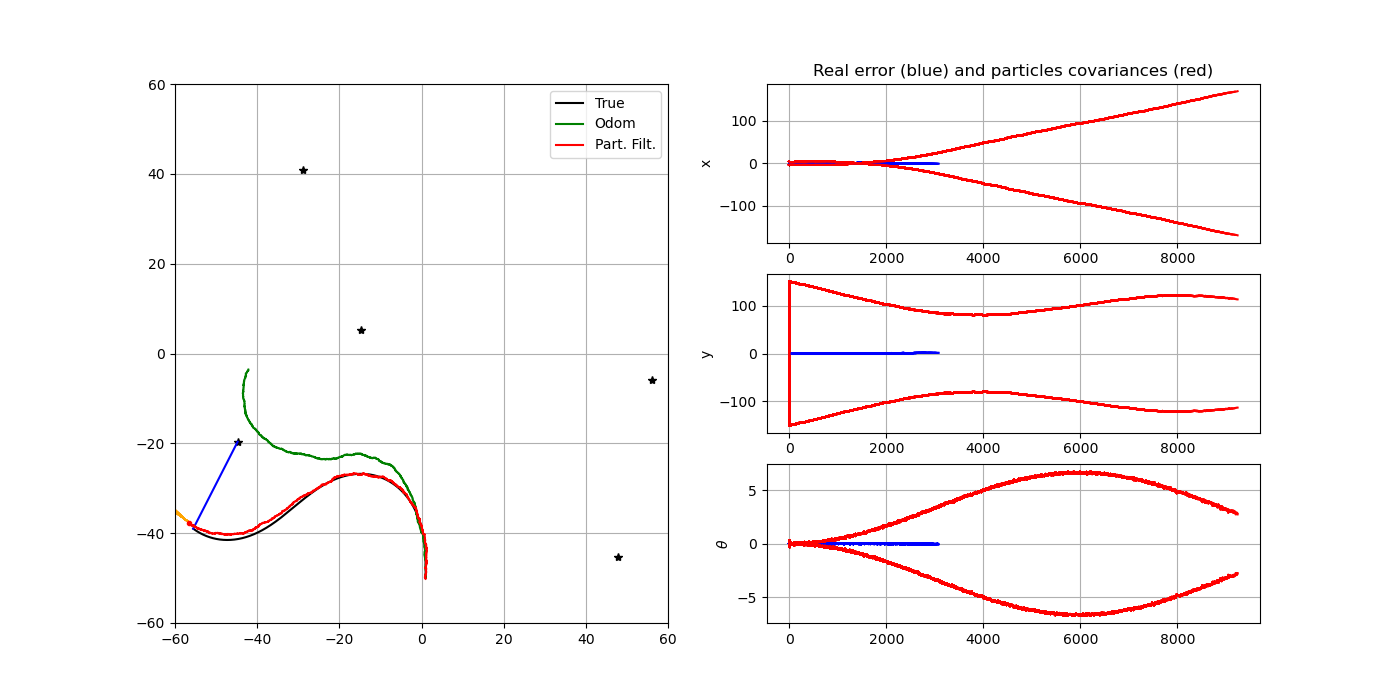 True
Odom
Part. Filt.
60
40
20
0
−20
−40
−60
−60 −40 −20 0 20 40 60
Real error (blue) and particles covariances (red)
x
100
0
−100
0 2000 4000 6000 8000
y
100
0
−100
0 2000 4000 6000 8000
θ
5
0
−5
0 2000 4000 6000 8000